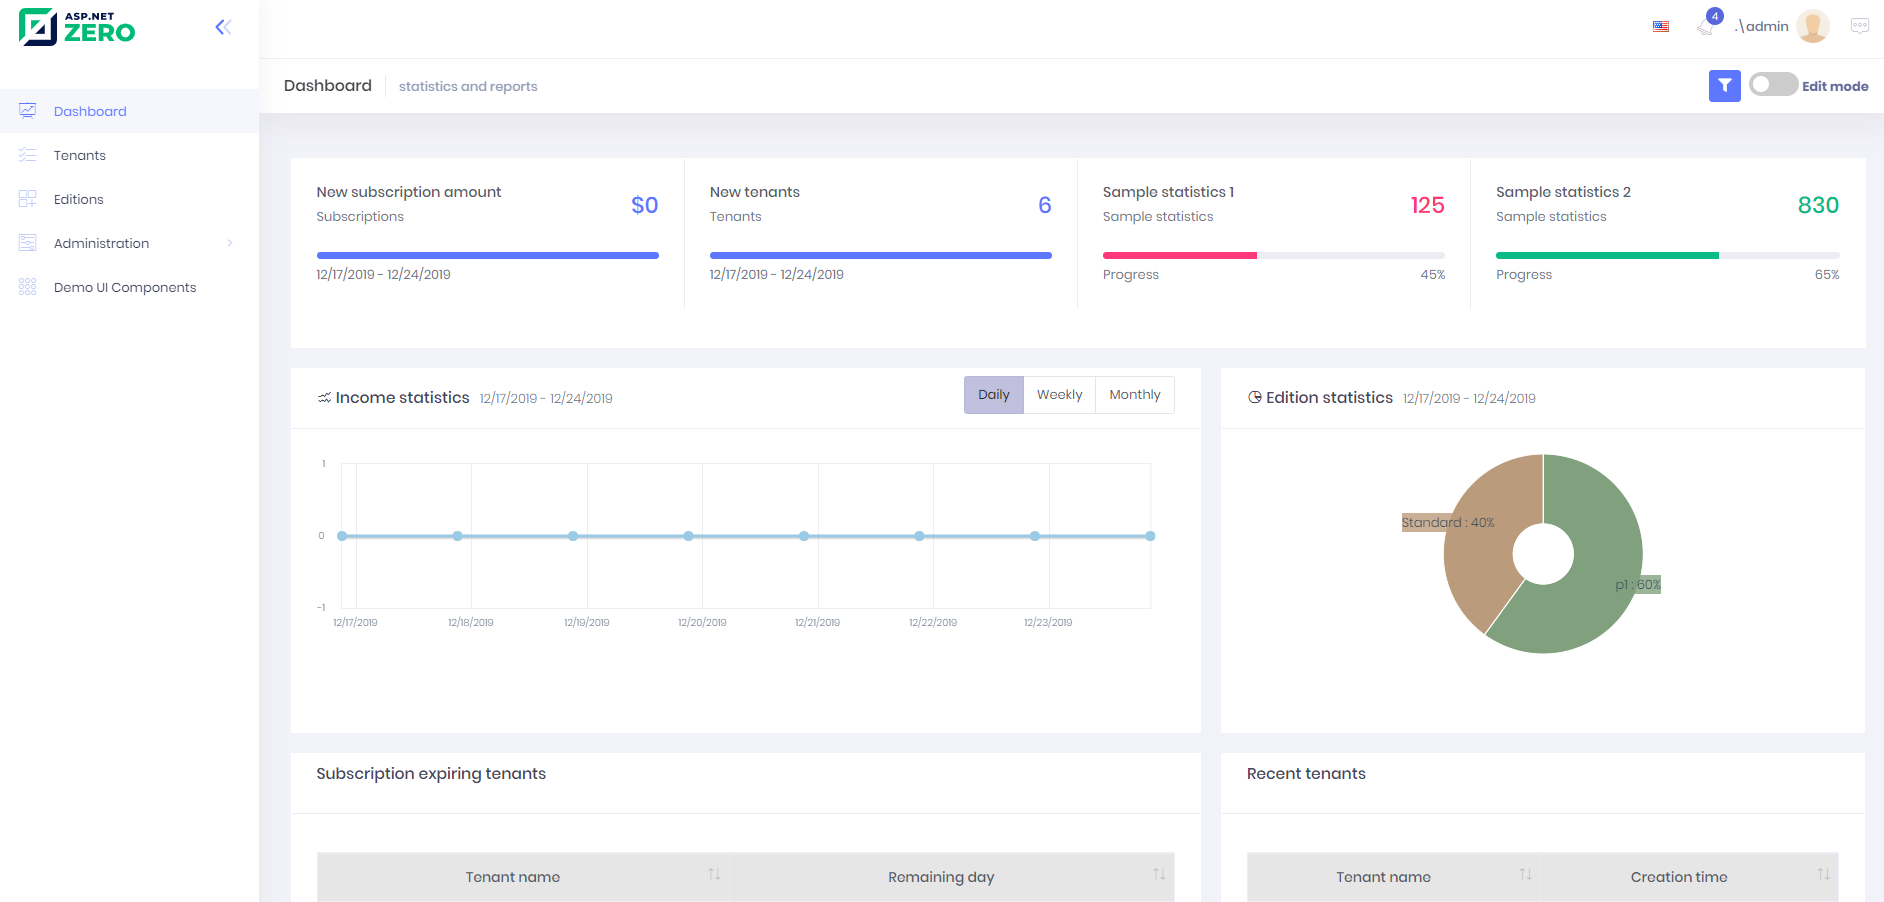 ASP.NET
ZERO
4
.\admin
Dashboard
statistics and reports
Edit mode
Dashboard
Tenants
Editions
Administration
Demo UI Components
New subscription amount
Subscriptions
$0
12/17/2019 - 12/24/2019
New tenants
Tenants
6
12/17/2019 - 12/24/2019
Sample statistics 1
Sample statistics
125
Progress 45%
Sample statistics 2
Sample statistics
830
Progress 65%
Income statistics 12/17/2019 - 12/24/2019
Daily Weekly Monthly
1
0
-1
12/17/2019 12/18/2019 12/19/2019 12/20/2019 12/21/2019 12/22/2019 12/23/2019
Edition statistics 12/17/2019 - 12/24/2019
Standard : 40%
p1 : 60%
Subscription expiring tenants
Tenant name Remaining day
Recent tenants
Tenant name Creation time